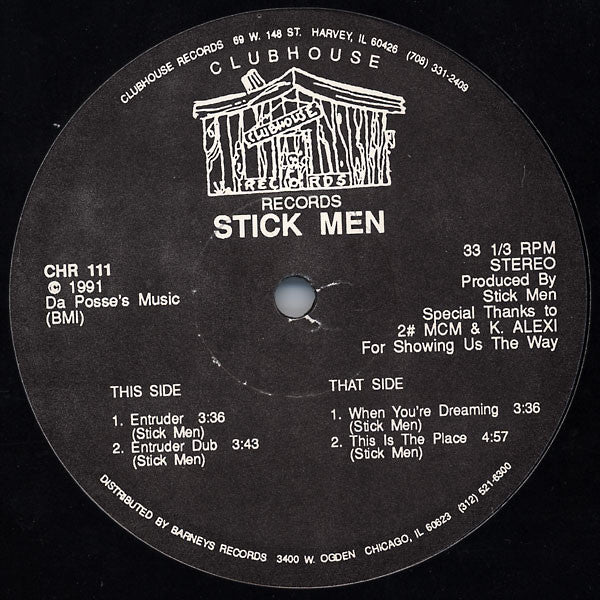 CLUBHOUSE RECORDS 69 W. 148 ST. HARVEY, IL 60426 (708) 331-2409
CLUBHOUSE
CLUBHOUSE
RECORDS
RECORDS
STICK MEN
CHR 111
© 1991
Da Posse's Music
(BMI)
33 1/3 RPM
STEREO
Produced By
Stick Men
Special Thanks to
2# MCM & K. ALEXI
For Showing Us The Way
THIS SIDE
1. Entruder 3:36
(Stick Men)
2. Entruder Dub 3:43
(Stick Men)
THAT SIDE
1. When You're Dreaming 3:36
(Stick Men)
2. This Is The Place 4:57
(Stick Men)
DISTRIBUTED BY BARNEYS RECORDS 3400 W. OGDEN CHICAGO, IL 60623 (312) 521-6300